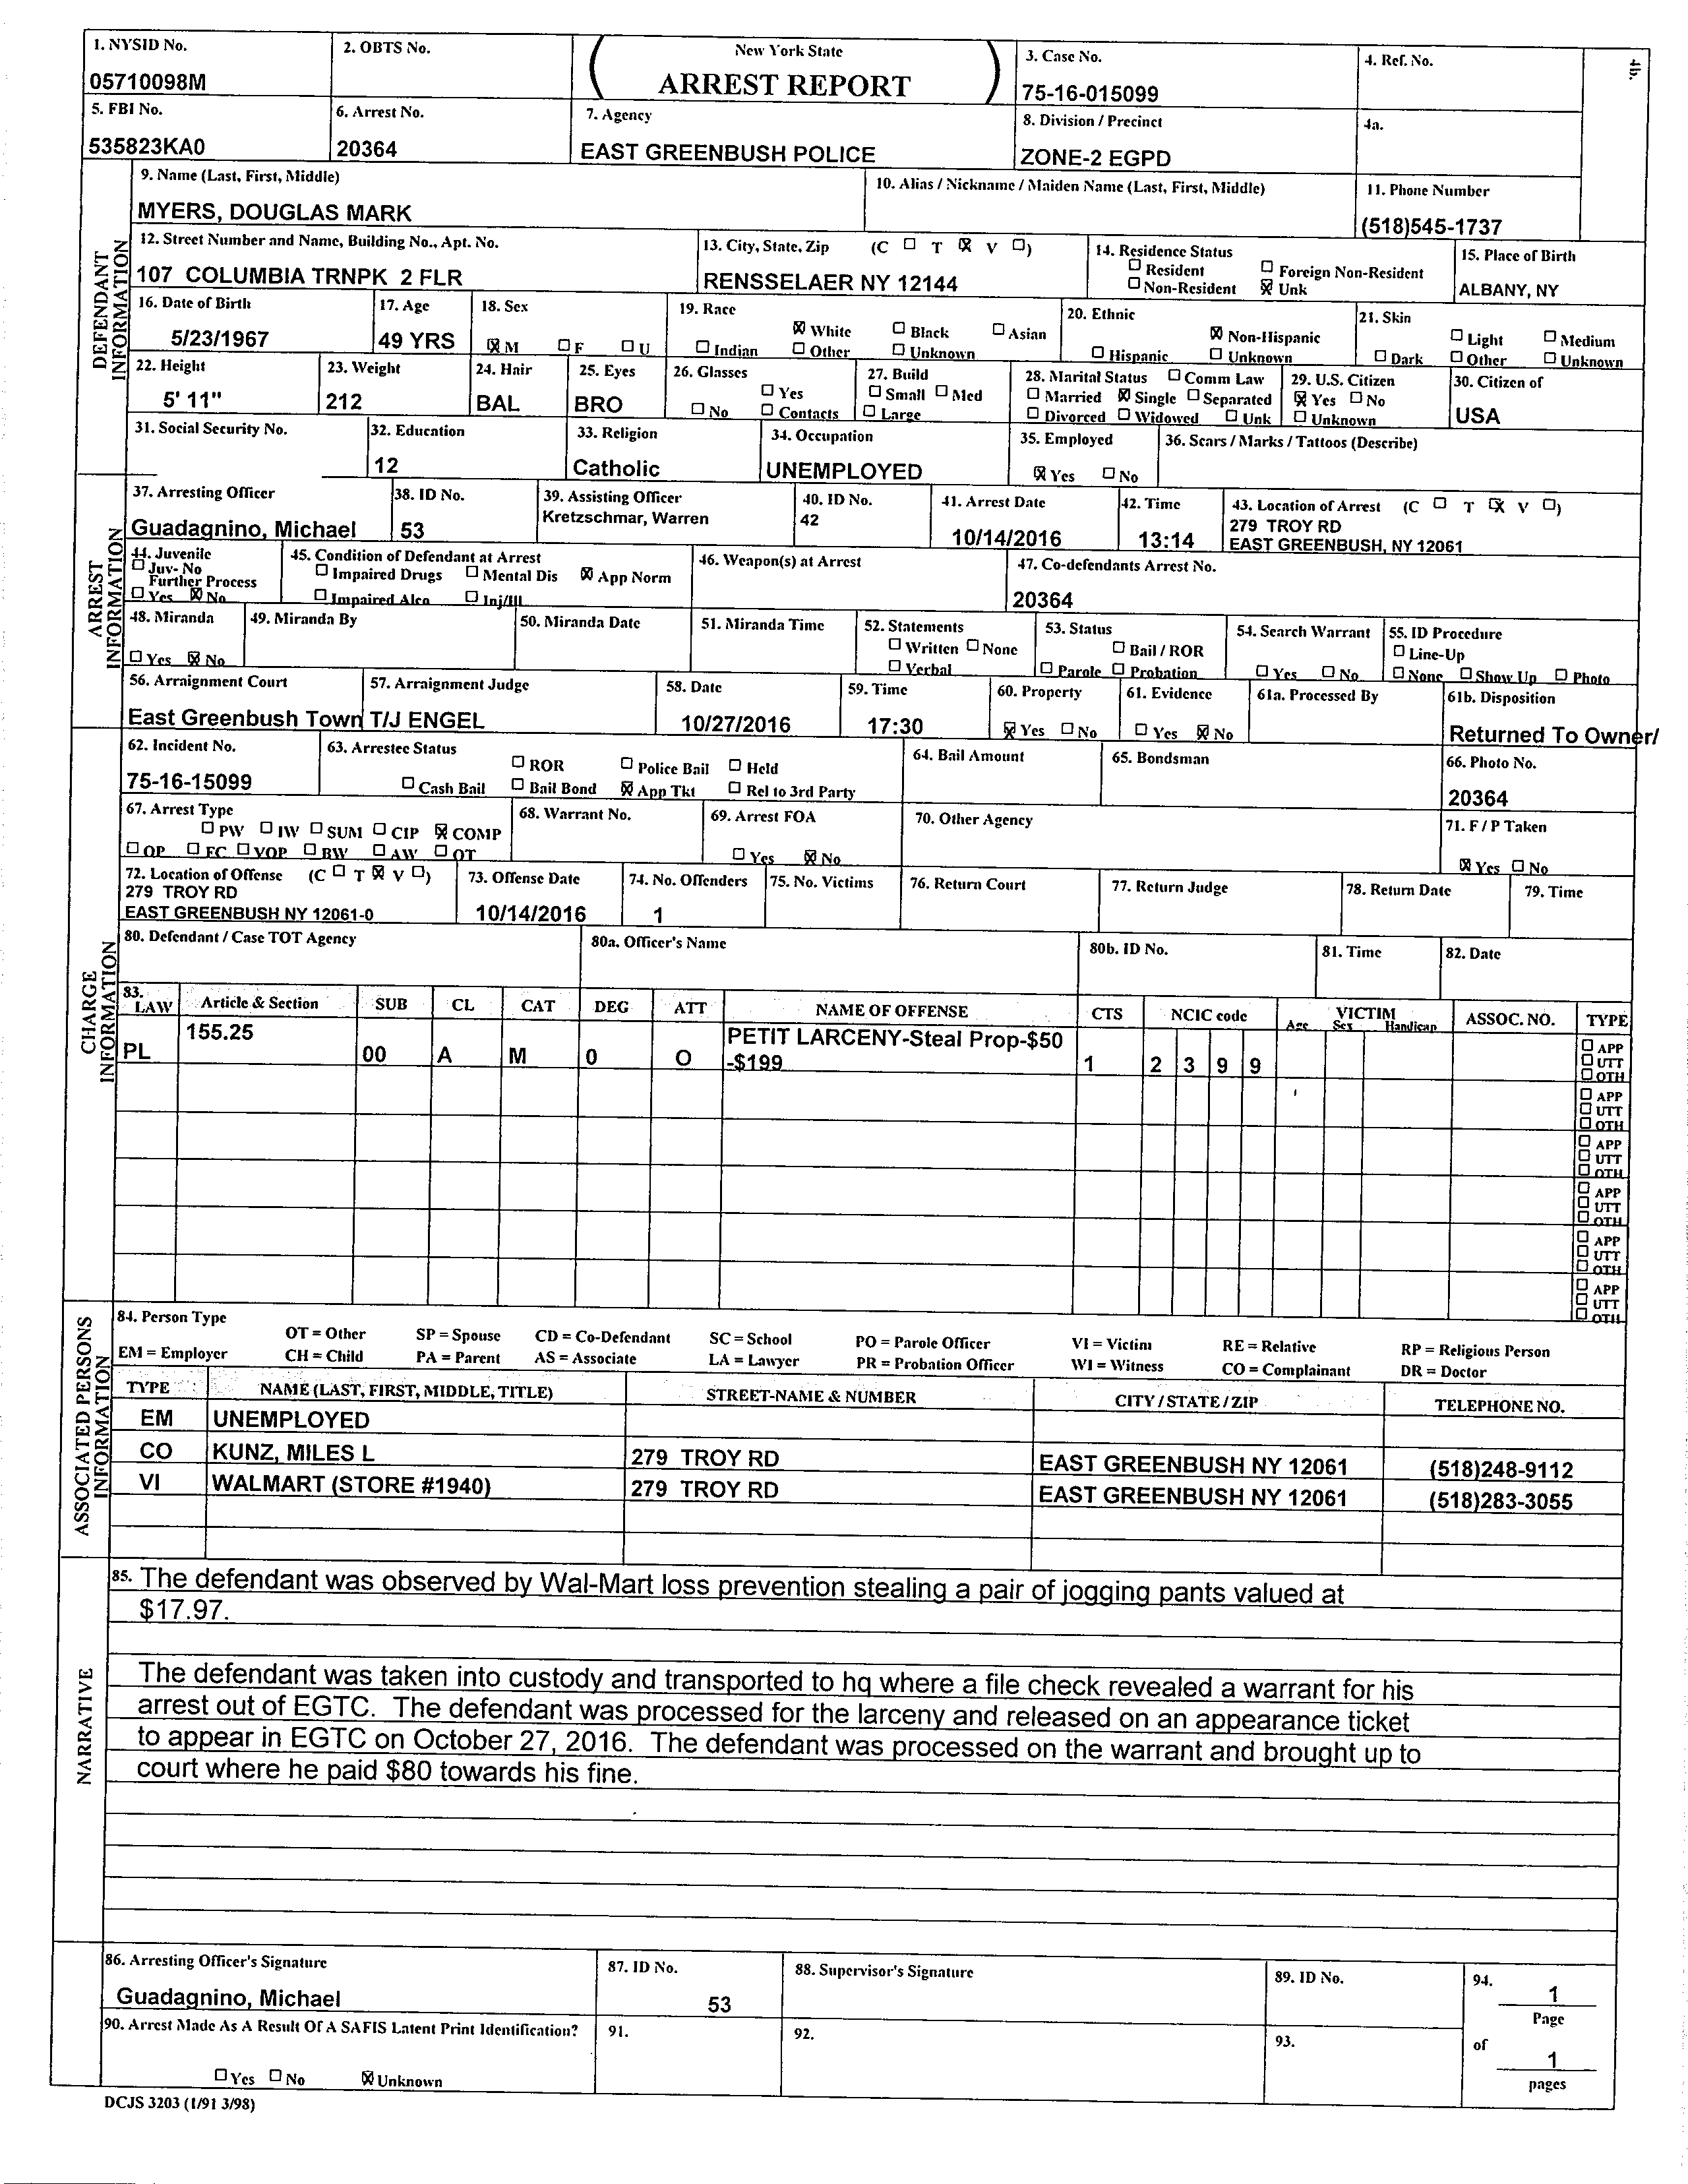 1. NYSID No. 2. OBTS No. New York State 3. Case No. 4. Ref. No. 4b.
05710098M ARREST REPORT 75-16-015099
5. FBI No. 6. Arrest No. 7. Agency 8. Division / Precinct 4a.
535823KA0 20364 EAST GREENBUSH POLICE ZONE-2 EGPD
DEFENDANT INFORMATION
9. Name (Last, First, Middle) 10. Alias / Nickname / Maiden Name (Last, First, Middle) 11. Phone Number
MYERS, DOUGLAS MARK (518)545-1737
12. Street Number and Name, Building No., Apt. No. 13. City, State, Zip (C ☐ T ☒ V ☐) 14. Residence Status 15. Place of Birth
☐ Resident ☐ Foreign Non-Resident
107 COLUMBIA TRNPK 2 FLR RENSSELAER NY 12144 ☐ Non-Resident ☒ Unk ALBANY, NY
16. Date of Birth 17. Age 18. Sex 19. Race 20. Ethnic 21. Skin
☒ White ☐ Black ☐ Asian ☒ Non-Hispanic ☐ Light ☐ Medium
5/23/1967 49 YRS ☒ M ☐ F ☐ U ☐ Indian ☐ Other ☐ Unknown ☐ Hispanic ☐ Unknown ☐ Dark ☐ Other ☐ Unknown
22. Height 23. Weight 24. Hair 25. Eyes 26. Glasses 27. Build 28. Marital Status ☐ Comm Law 29. U.S. Citizen 30. Citizen of
☐ Yes ☐ Small ☐ Med ☐ Married ☒ Single ☐ Separated ☒ Yes ☐ No
5' 11" 212 BAL BRO ☐ No ☐ Contacts ☐ Large ☐ Divorced ☐ Widowed ☐ Unk ☐ Unknown USA
31. Social Security No. 32. Education 33. Religion 34. Occupation 35. Employed 36. Scars / Marks / Tattoos (Describe)
12 Catholic UNEMPLOYED ☒ Yes ☐ No
ARREST INFORMATION
37. Arresting Officer 38. ID No. 39. Assisting Officer 40. ID No. 41. Arrest Date 42. Time 43. Location of Arrest (C ☐ T ☒ V ☐)
Kretzschmar, Warren 42 279 TROY RD
Guadagnino, Michael 53 10/14/2016 13:14 EAST GREENBUSH, NY 12061
44. Juvenile 45. Condition of Defendant at Arrest 46. Weapon(s) at Arrest 47. Co-defendants Arrest No.
☐ Juv- No ☐ Impaired Drugs ☐ Mental Dis ☒ App Norm
Further Process
☐ Yes ☒ No ☐ Impaired Alco ☐ Inj/Ill 20364
48. Miranda 49. Miranda By 50. Miranda Date 51. Miranda Time 52. Statements 53. Status 54. Search Warrant 55. ID Procedure
☐ Written ☐ None ☐ Bail / ROR ☐ Line-Up
☐ Yes ☒ No ☐ Verbal ☐ Parole ☐ Probation ☐ Yes ☐ No ☐ None ☐ Show Up ☐ Photo
56. Arraignment Court 57. Arraignment Judge 58. Date 59. Time 60. Property 61. Evidence 61a. Processed By 61b. Disposition
East Greenbush Town T/J ENGEL 10/27/2016 17:30 ☒ Yes ☐ No ☐ Yes ☒ No Returned To Owner/
CHARGE INFORMATION
62. Incident No. 63. Arrestee Status 64. Bail Amount 65. Bondsman 66. Photo No.
☐ ROR ☐ Police Bail ☐ Held
75-16-15099 ☐ Cash Bail ☐ Bail Bond ☒ App Tkt ☐ Rel to 3rd Party 20364
67. Arrest Type 68. Warrant No. 69. Arrest FOA 70. Other Agency 71. F / P Taken
☐ PW ☐ IW ☐ SUM ☐ CIP ☒ COMP
☐ OP ☐ FC ☐ VOP ☐ BW ☐ AW ☐ OT ☐ Yes ☒ No ☒ Yes ☐ No
72. Location of Offense (C ☐ T ☒ V ☐) 73. Offense Date 74. No. Offenders 75. No. Victims 76. Return Court 77. Return Judge 78. Return Date 79. Time
279 TROY RD
EAST GREENBUSH NY 12061-0 10/14/2016 1
80. Defendant / Case TOT Agency 80a. Officer's Name 80b. ID No. 81. Time 82. Date
83. LAW Article & Section SUB CL CAT DEG ATT NAME OF OFFENSE CTS NCIC code VICTIM Age Sex Handicap ASSOC. NO. TYPE
155.25 PETIT LARCENY-Steal Prop-$50 ☐ APP
PL 00 A M 0 O -$199 1 2 3 9 9 ☐ UTT
☐ OTH
☐ APP
☐ UTT
☐ OTH
☐ APP
☐ UTT
☐ OTH
☐ APP
☐ UTT
☐ OTH
☐ APP
☐ UTT
☐ OTH
☐ APP
☐ UTT
☐ OTH
ASSOCIATED PERSONS INFORMATION
84. Person Type
OT = Other SP = Spouse CD = Co-Defendant SC = School PO = Parole Officer VI = Victim RE = Relative RP = Religious Person
EM = Employer CH = Child PA = Parent AS = Associate LA = Lawyer PR = Probation Officer WI = Witness CO = Complainant DR = Doctor
TYPE NAME (LAST, FIRST, MIDDLE, TITLE) STREET-NAME & NUMBER CITY / STATE / ZIP TELEPHONE NO.
EM UNEMPLOYED
CO KUNZ, MILES L 279 TROY RD EAST GREENBUSH NY 12061 (518)248-9112
VI WALMART (STORE #1940) 279 TROY RD EAST GREENBUSH NY 12061 (518)283-3055
NARRATIVE
85. The defendant was observed by Wal-Mart loss prevention stealing a pair of jogging pants valued at
$17.97.
The defendant was taken into custody and transported to hq where a file check revealed a warrant for his
arrest out of EGTC. The defendant was processed for the larceny and released on an appearance ticket
to appear in EGTC on October 27, 2016. The defendant was processed on the warrant and brought up to
court where he paid $80 towards his fine.
86. Arresting Officer's Signature 87. ID No. 88. Supervisor's Signature 89. ID No. 94.
Guadagnino, Michael 53 1
Page
90. Arrest Made As A Result Of A SAFIS Latent Print Identification? 91. 92. 93. of
1
☐ Yes ☐ No ☒ Unknown pages
DCJS 3203 (1/91 3/98)